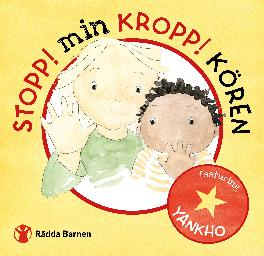 STOPP! min KROPP! KÖREN
Featuring
YANKHO
Rädda Barnen